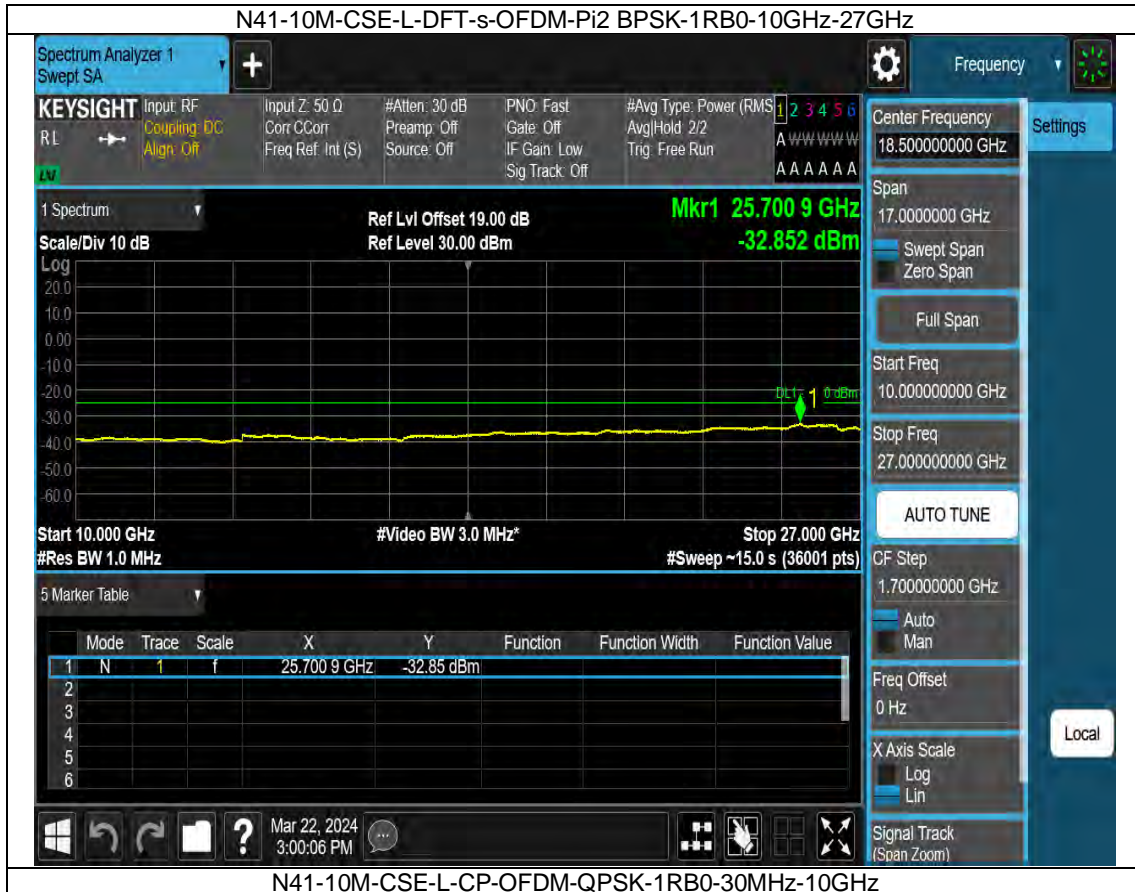 N41-10M-CSE-L-DFT-s-OFDM-Pi2 BPSK-1RB0-10GHz-27GHz
Spectrum Analyzer 1
Swept SA
+
Frequency
KEYSIGHT
RL
LXI
Input: RF
Coupling: DC
Align: Off
Input Z: 50 Ω
Corr CCorr
Freq Ref: Int (S)
#Atten: 30 dB
Preamp: Off
Source: Off
PNO: Fast
Gate: Off
IF Gain: Low
Sig Track: Off
#Avg Type: Power (RMS
Avg|Hold: 2/2
Trig: Free Run
1 2 3 4 5 6
A W W W W W
A A A A A A
1 Spectrum
Scale/Div 10 dB
Ref Lvl Offset 19.00 dB
Ref Level 30.00 dBm
Mkr1 25.700 9 GHz
-32.852 dBm
Log
20.0
10.0
0.00
-10.0
-20.0
-30.0
-40.0
-50.0
-60.0
1
Start 10.000 GHz
#Video BW 3.0 MHz*
Stop 27.000 GHz
#Res BW 1.0 MHz
#Sweep ~15.0 s (36001 pts)
5 Marker Table
Mode Trace Scale X Y Function Function Width Function Value
1 N 1 f 25.700 9 GHz -32.85 dBm
2
3
4
5
6
Center Frequency
18.500000000 GHz
Settings
Span
17.0000000 GHz
Swept Span
Zero Span
Full Span
Start Freq
10.000000000 GHz
Stop Freq
27.000000000 GHz
AUTO TUNE
CF Step
1.700000000 GHz
Auto
Man
Freq Offset
0 Hz
Local
X Axis Scale
Log
Lin
Signal Track
(Span Zoom)
?
Mar 22, 2024
3:00:06 PM
N41-10M-CSE-L-CP-OFDM-QPSK-1RB0-30MHz-10GHz